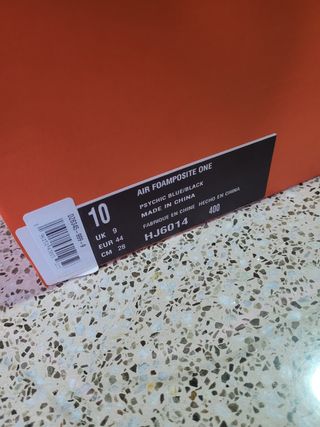 AIR FOAMPOSITE ONE
PSYCHIC BLUE/BLACK
MADE IN CHINA
FABRIQUE EN CHINE HECHO EN CHINA
10
UK 9
EUR 44
CM 28
HJ6014 400